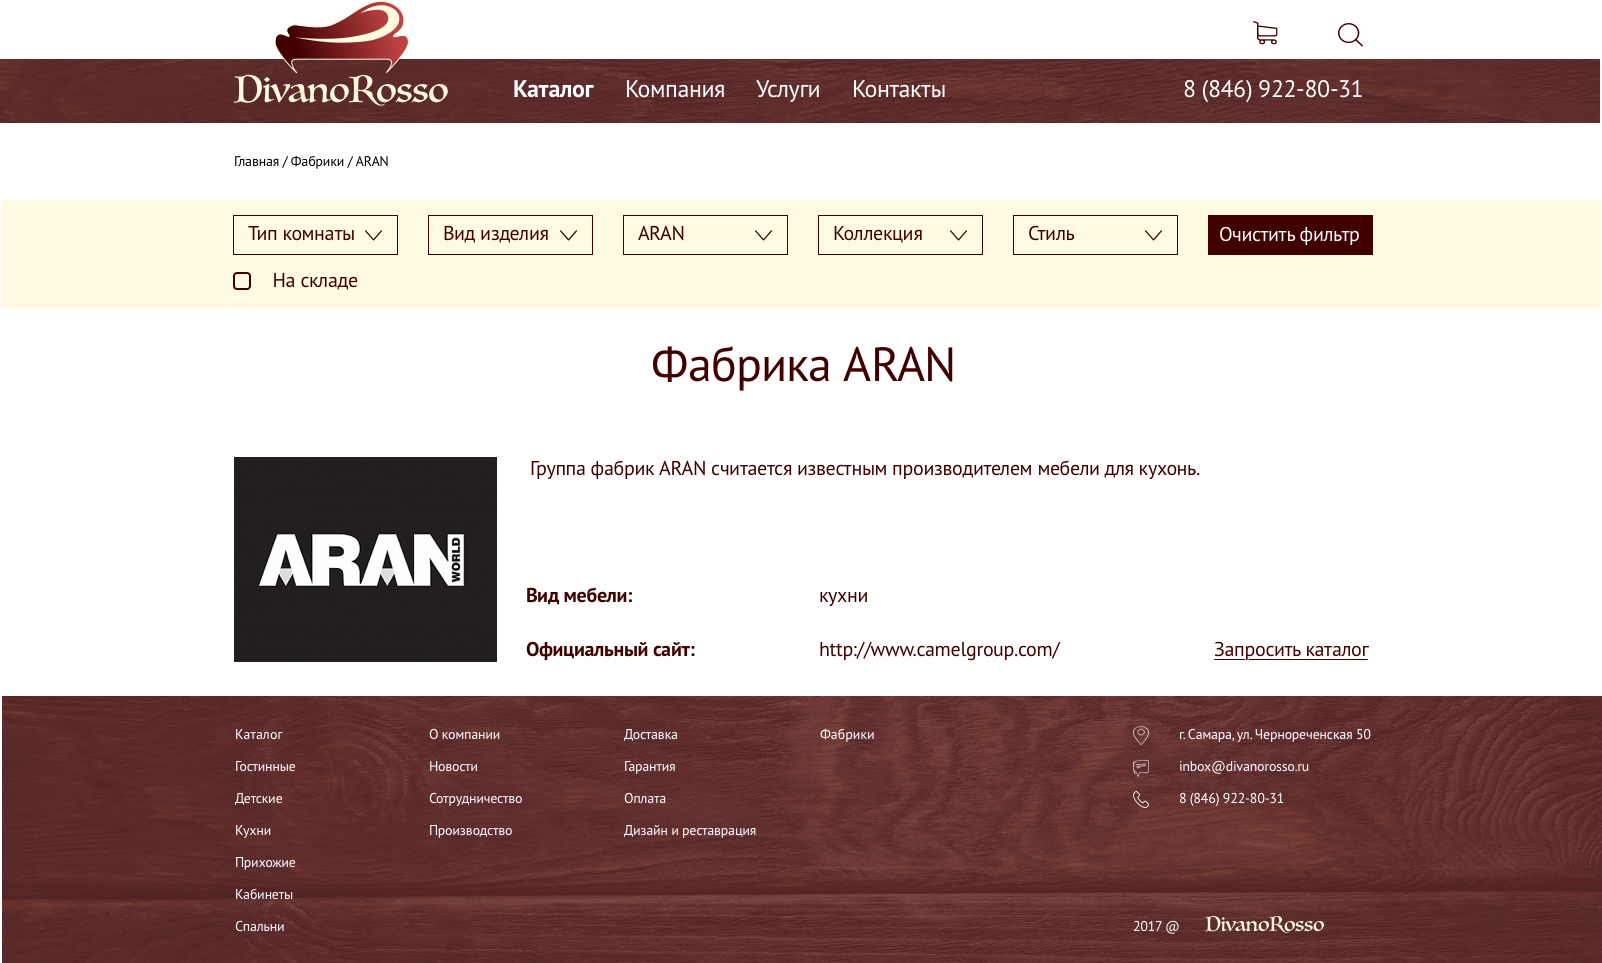 DivanoRosso
Каталог Компания Услуги Контакты 8 (846) 922-80-31
Главная / Фабрики / ARAN
Тип комнаты Вид изделия ARAN Коллекция Стиль Очистить фильтр
На складе
Фабрика ARAN
Группа фабрик ARAN считается известным производителем мебели для кухонь.
ARAN WORLD
Вид мебели: кухни
Официальный сайт: http://www.camelgroup.com/ Запросить каталог
Каталог О компании Доставка Фабрики г. Самара, ул. Чернореченская 50
Гостинные Новости Гарантия inbox@divanorosso.ru
Детские Сотрудничество Оплата 8 (846) 922-80-31
Кухни Производство Дизайн и реставрация
Прихожие
Кабинеты
Спальни 2017 @ DivanoRosso